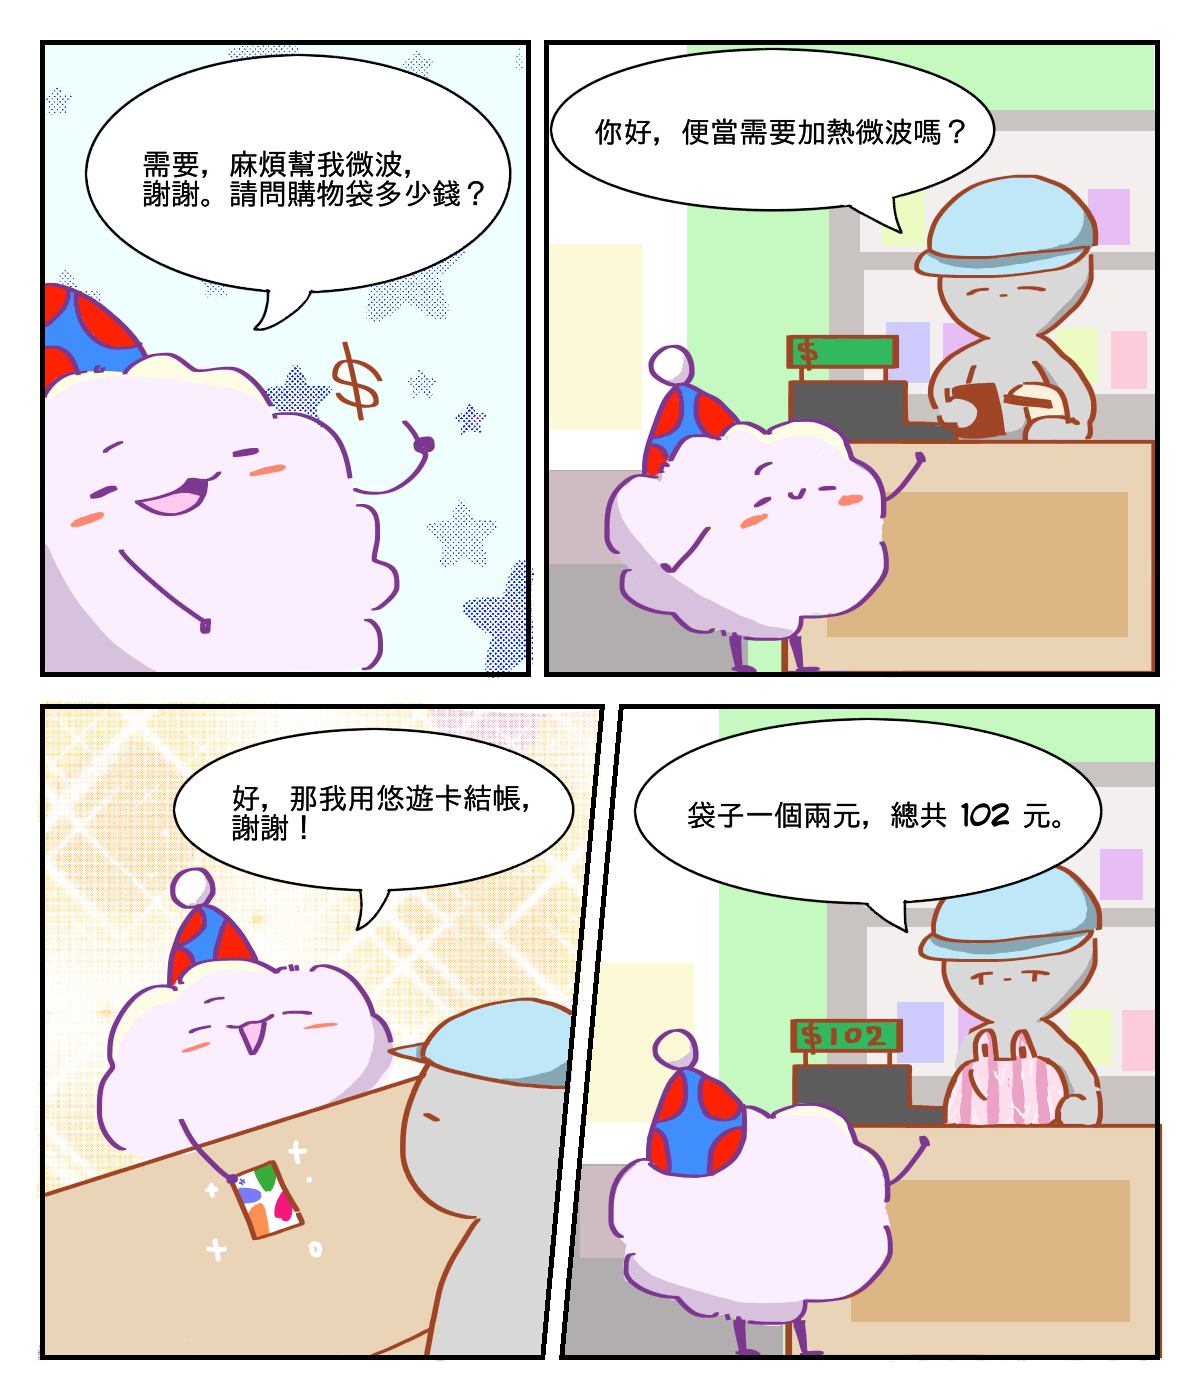 你好，便當需要加熱微波嗎？
$
需要，麻煩幫我微波，
謝謝。請問購物袋多少錢？
$
袋子一個兩元，總共 102 元。
$102
好，那我用悠遊卡結帳，
謝謝！